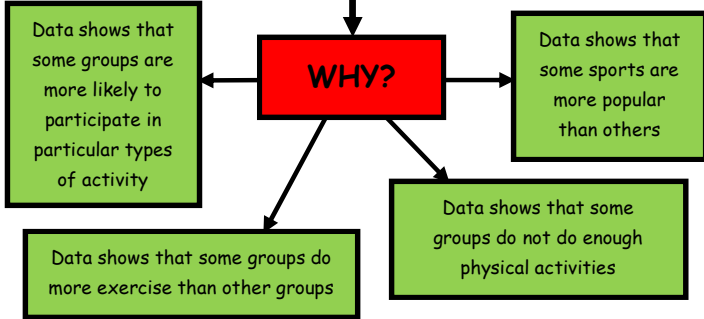 WHY?
Data shows that
some groups are
more likely to
participate in
particular types
of activity
Data shows that
some sports are
more popular
than others
Data shows that some groups do
more exercise than other groups
Data shows that some
groups do not do enough
physical activities